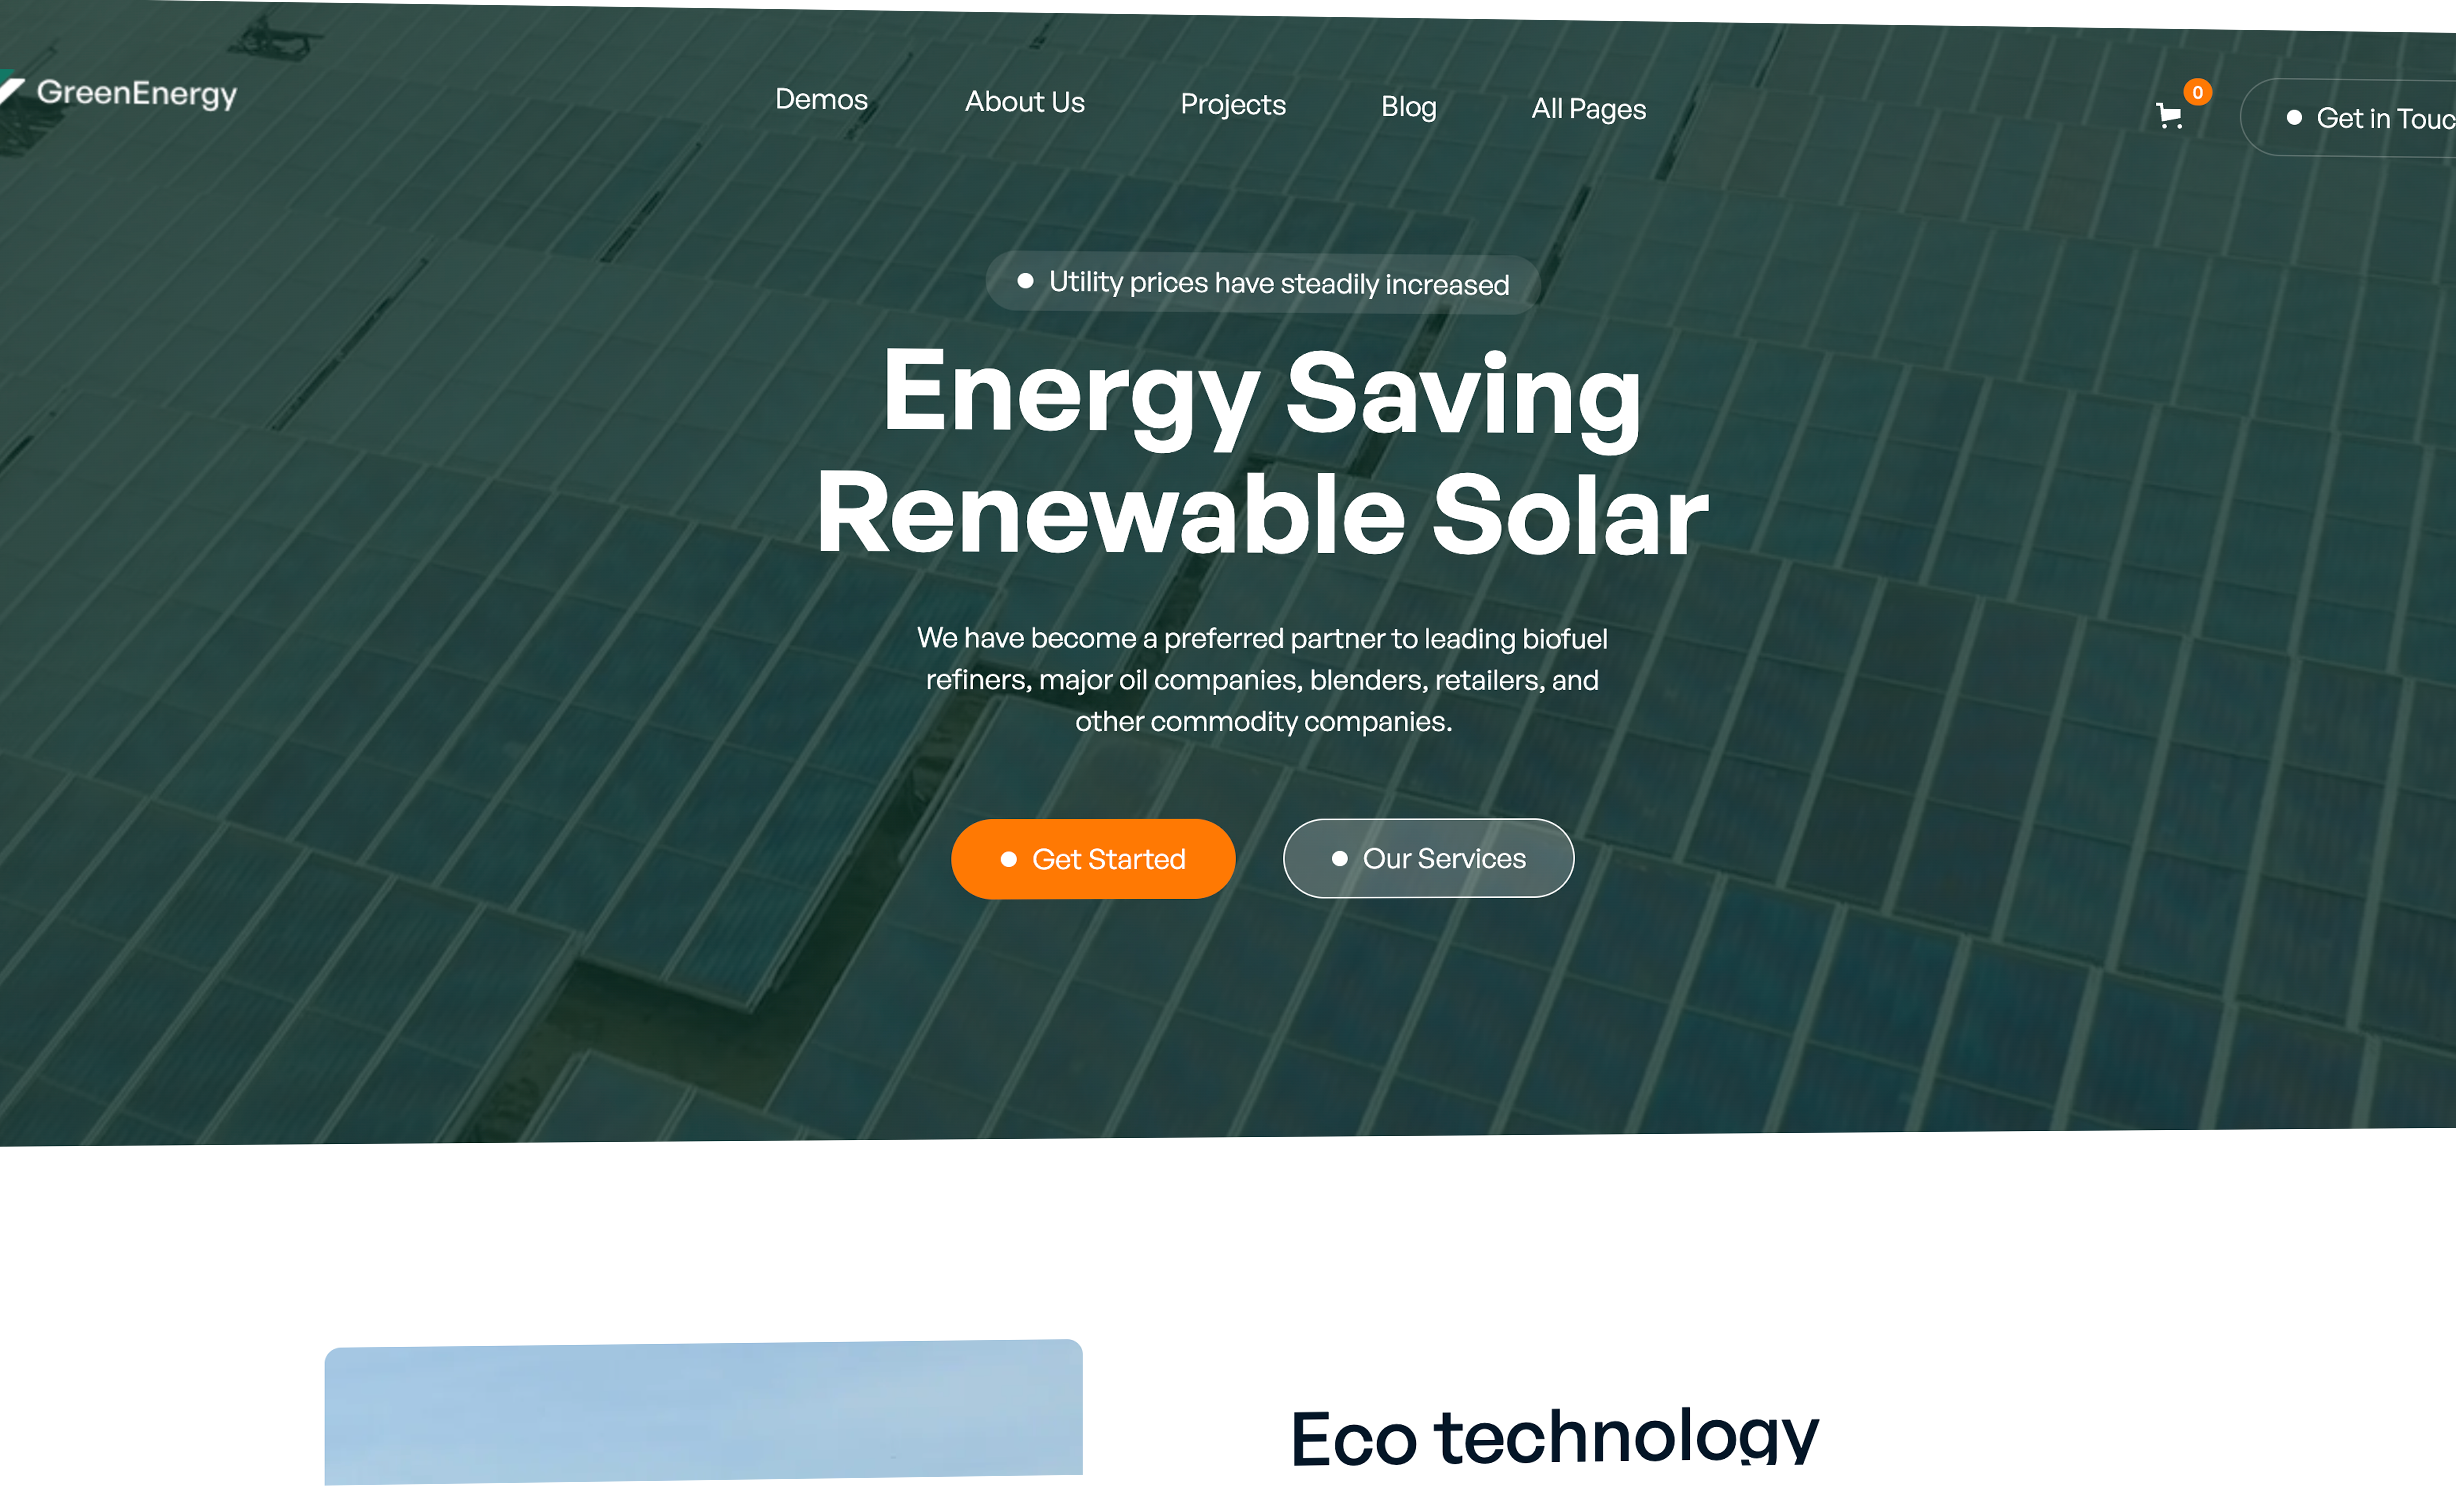 GreenEnergy
Demos
About Us
Projects
Blog
All Pages
0
Get in Touc
Utility prices have steadily increased
Energy Saving
Renewable Solar
We have become a preferred partner to leading biofuel
refiners, major oil companies, blenders, retailers, and
other commodity companies.
Get Started
Our Services
Eco technology